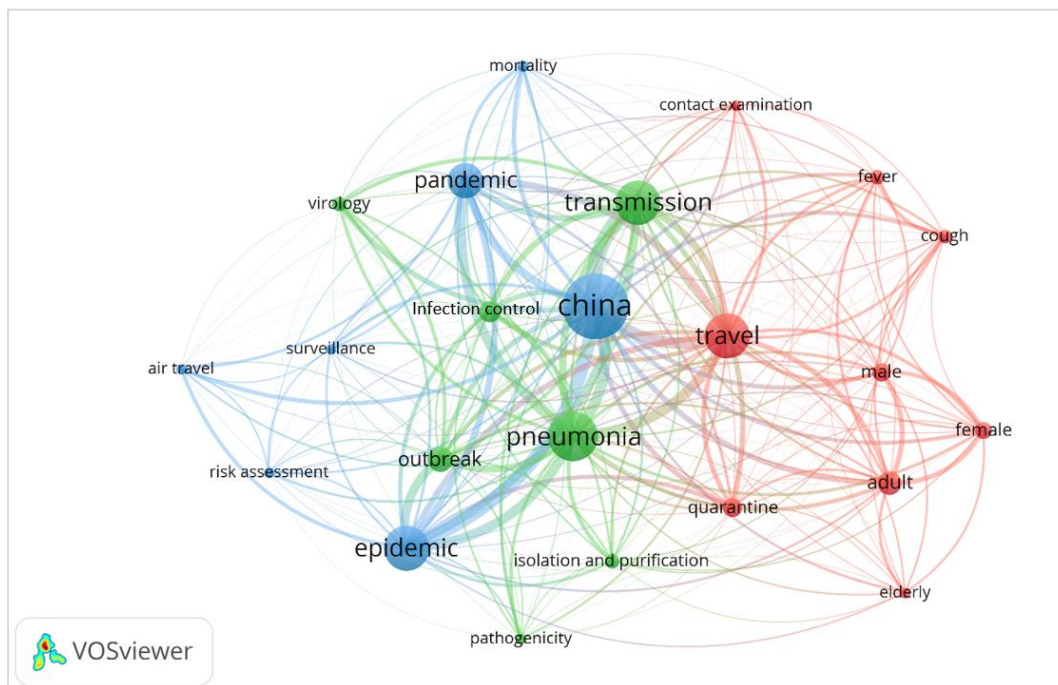 mortality
contact examination
pandemic
fever
transmission
virology
cough
china
Infection control
travel
surveillance
air travel
male
female
pneumonia
outbreak
risk assessment
adult
quarantine
epidemic
isolation and purification
elderly
pathogenicity
VOSviewer